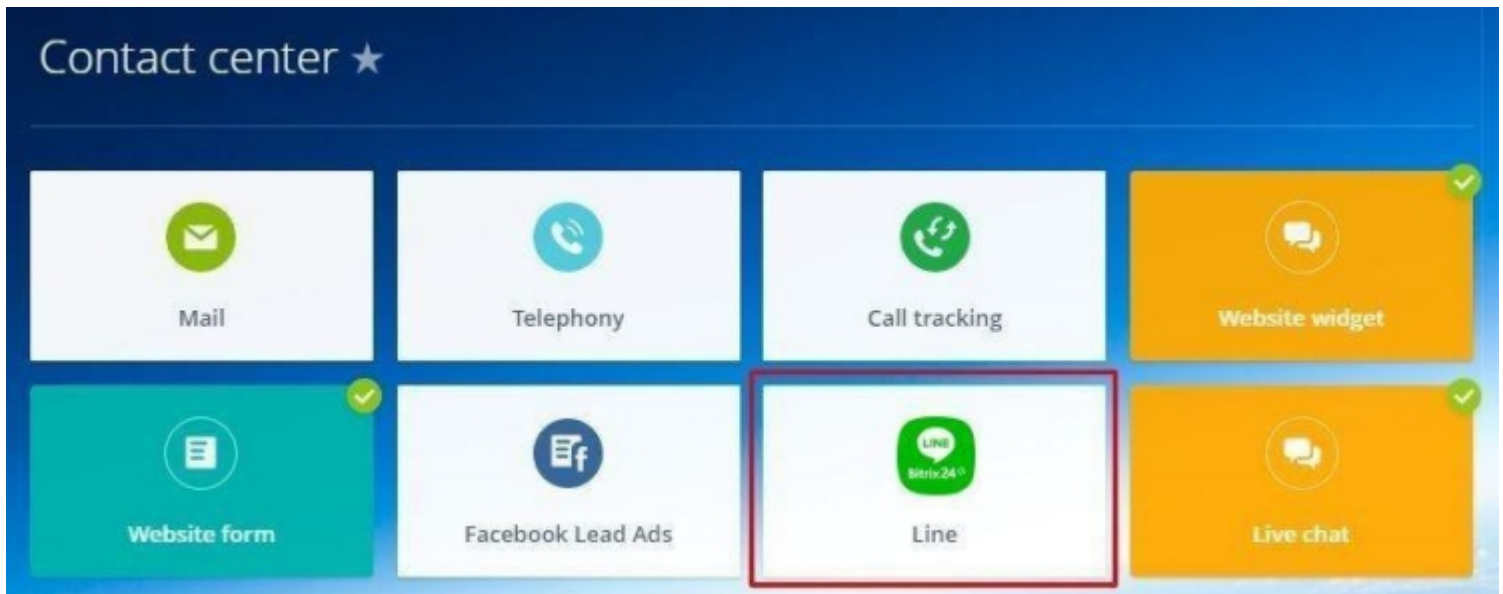 Contact center
Mail
Telephony
Call tracking
Website widget
Website form
Facebook Lead Ads
LINE
Bitrix24
Line
Live chat